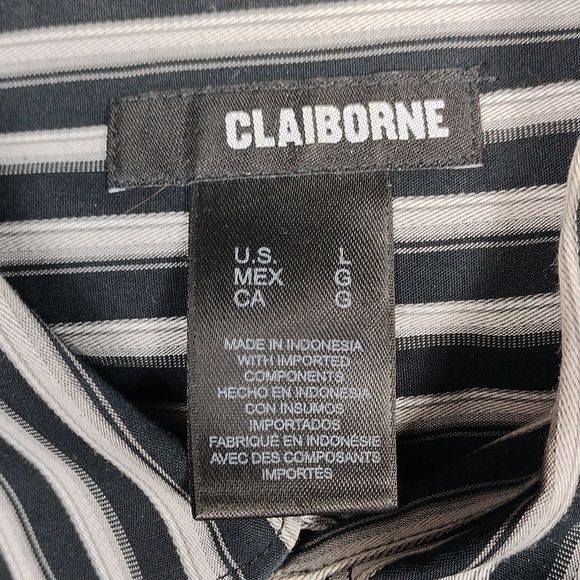 CLAIBORNE
U.S. L
MEX G
CA G
MADE IN INDONESIA
WITH IMPORTED
COMPONENTS
HECHO EN INDONESIA
CON INSUMOS
IMPORTADOS
FABRIQUÉ EN INDONÉSIE
AVEC DES COMPOSANTS
IMPORTÉS